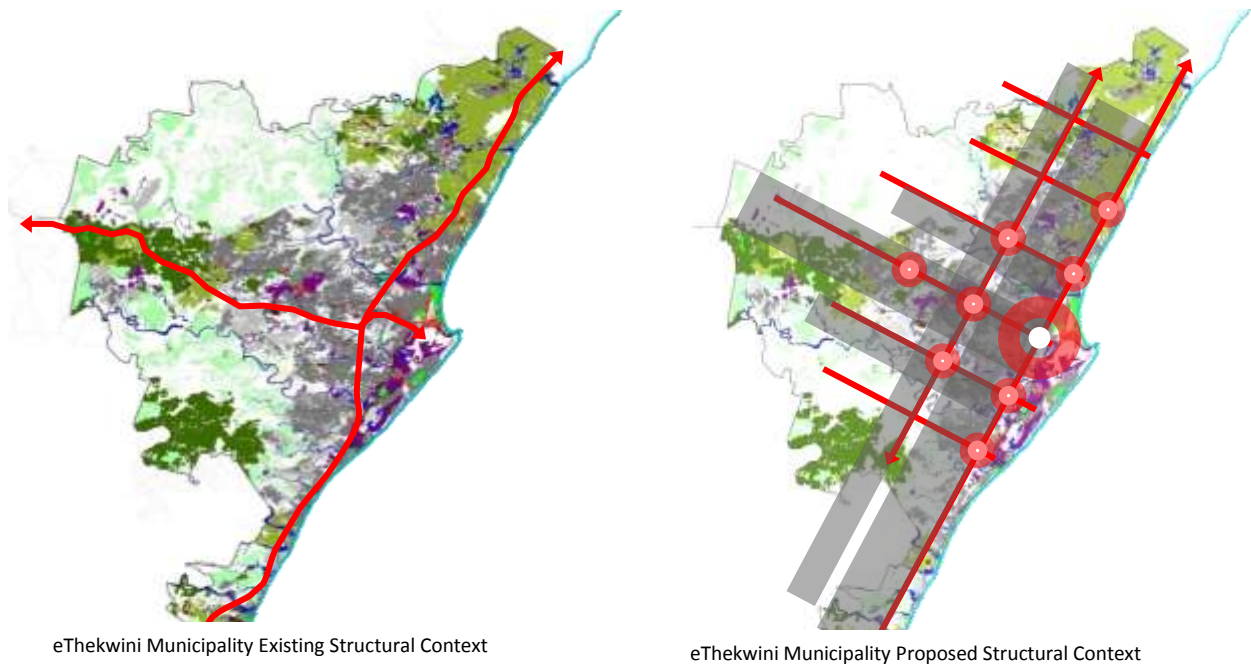 eThekwini Municipality Existing Structural Context
eThekwini Municipality Proposed Structural Context